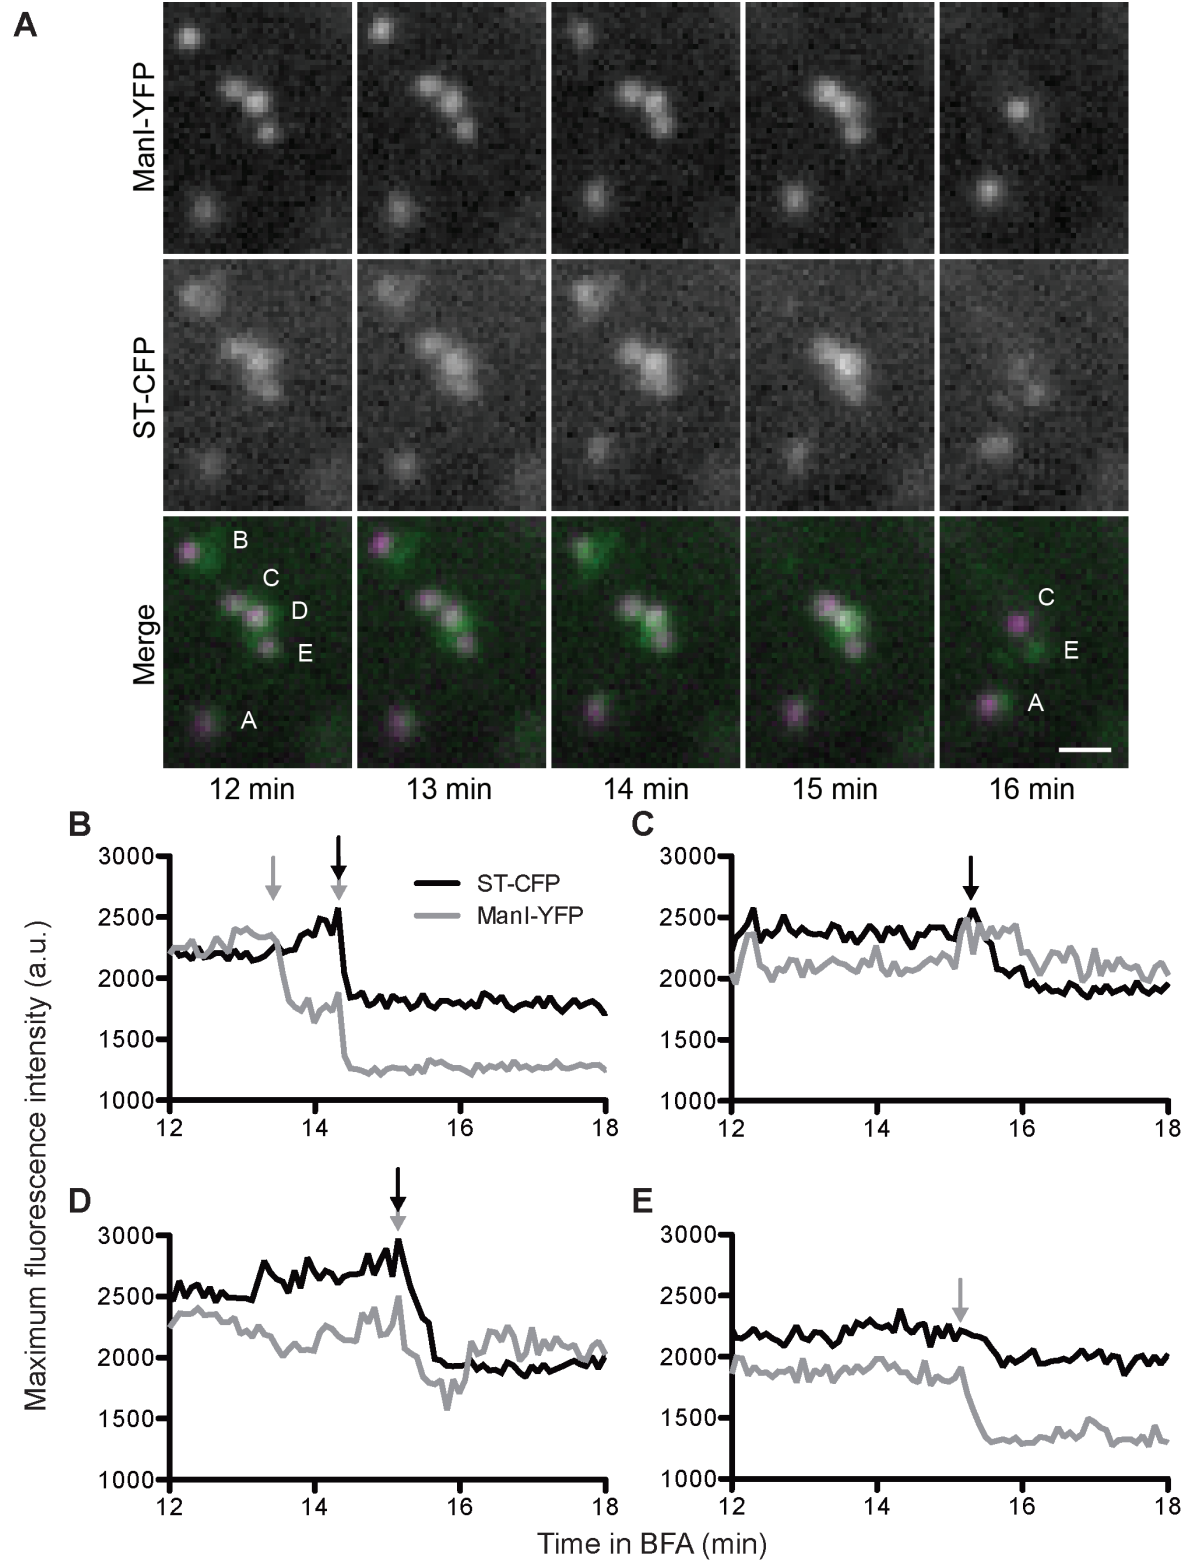 A
ManI-YFP
ST-CFP
Merge
B
C
D
E
A
C
E
A
12 min
13 min
14 min
15 min
16 min
Maximum fluorescence intensity (a.u.)
B
3000
2500
2000
1500
1000
12
14
16
18
ST-CFP
ManI-YFP
C
3000
2500
2000
1500
1000
12
14
16
18
D
3000
2500
2000
1500
1000
12
14
16
18
E
3000
2500
2000
1500
1000
12
14
16
18
Time in BFA (min)